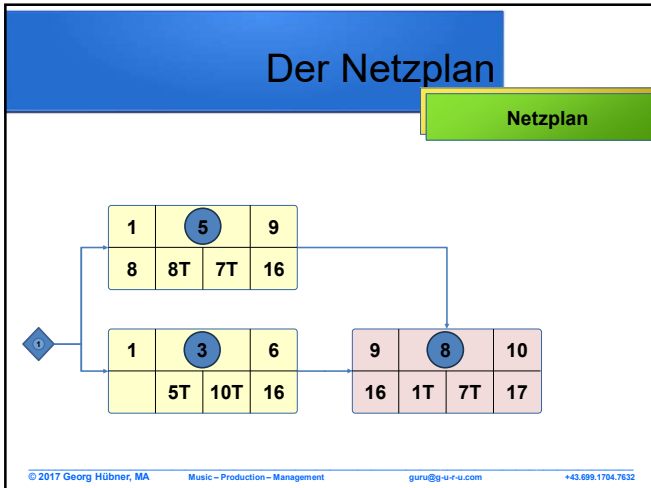 Der Netzplan
Netzplan
1 5 9
8 8T 7T 16
1
1 3 6
5T 10T 16
9 8 10
16 1T 7T 17
© 2017 Georg Hübner, MA Music – Production – Management guru@g-u-r-u.com +43.699.1704.7632